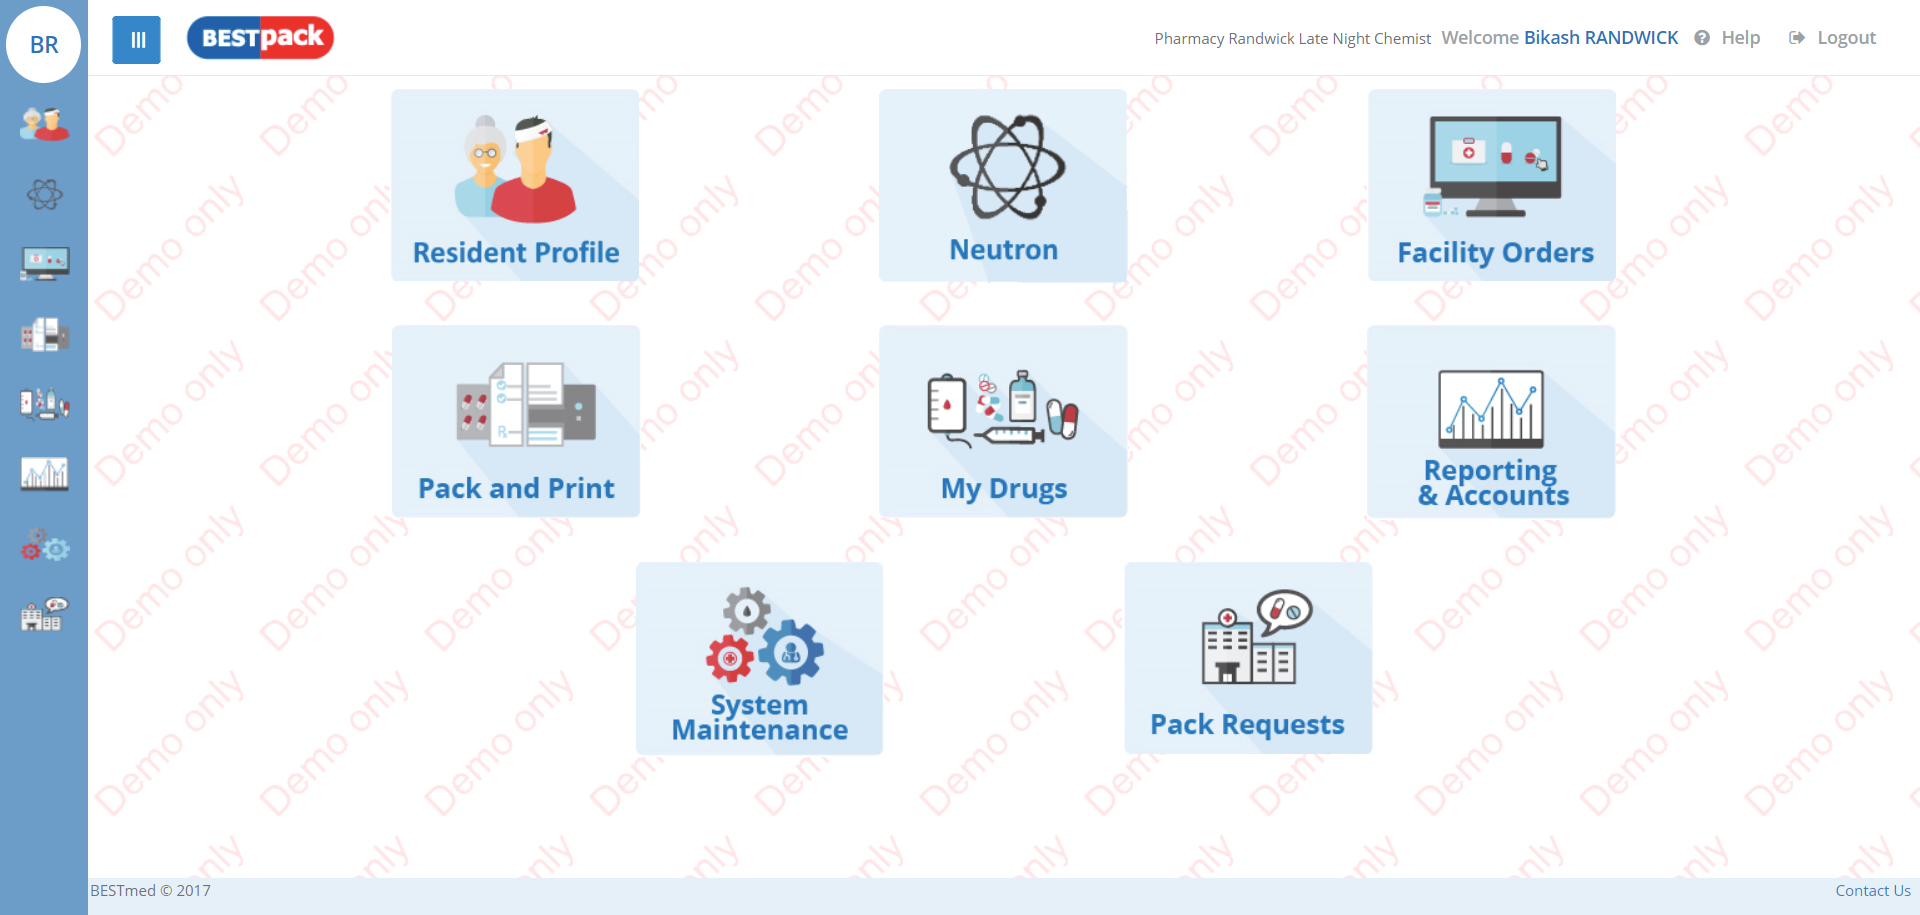 BR
BESTpack
Pharmacy Randwick Late Night Chemist Welcome Bikash RANDWICK Help Logout
Resident Profile
Neutron
Facility Orders
Pack and Print
My Drugs
Reporting
& Accounts
System
Maintenance
Pack Requests
Demo only
BESTmed © 2017
Contact Us